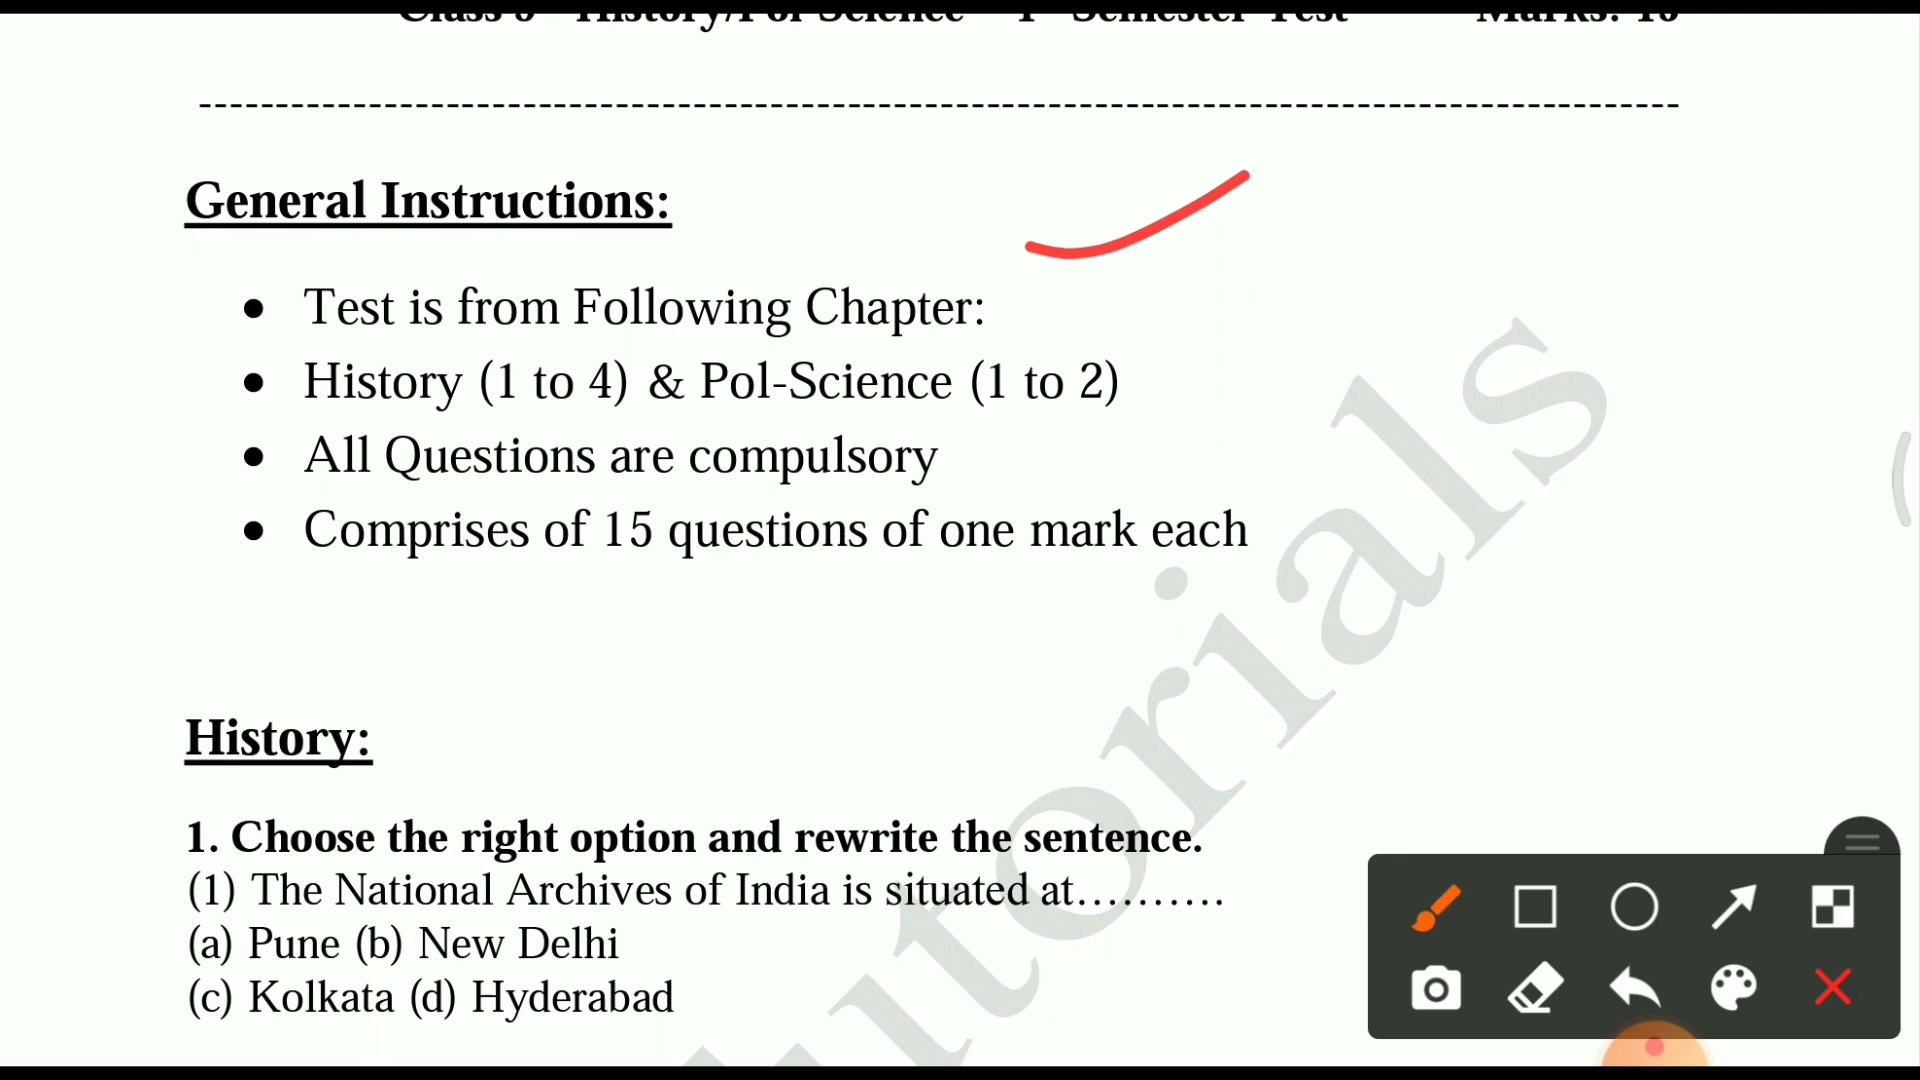 General Instructions:
• Test is from Following Chapter:
• History (1 to 4) & Pol-Science (1 to 2)
• All Questions are compulsory
• Comprises of 15 questions of one mark each
History:
1. Choose the right option and rewrite the sentence.
(1) The National Archives of India is situated at..........
(a) Pune (b) New Delhi
(c) Kolkata (d) Hyderabad